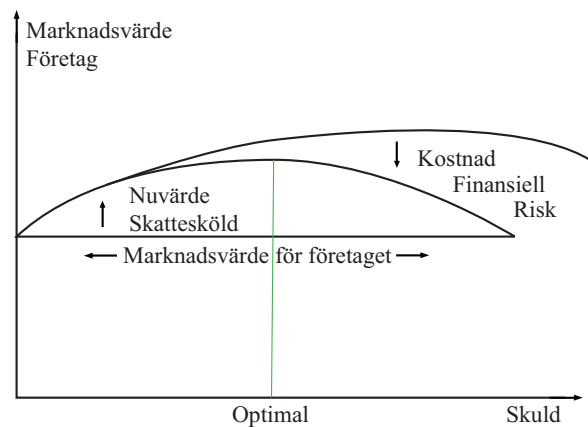 Marknadsvärde
Företag
Kostnad
Finansiell
Risk
Nuvärde
Skattesköld
Marknadsvärde för företaget
Optimal
Skuld